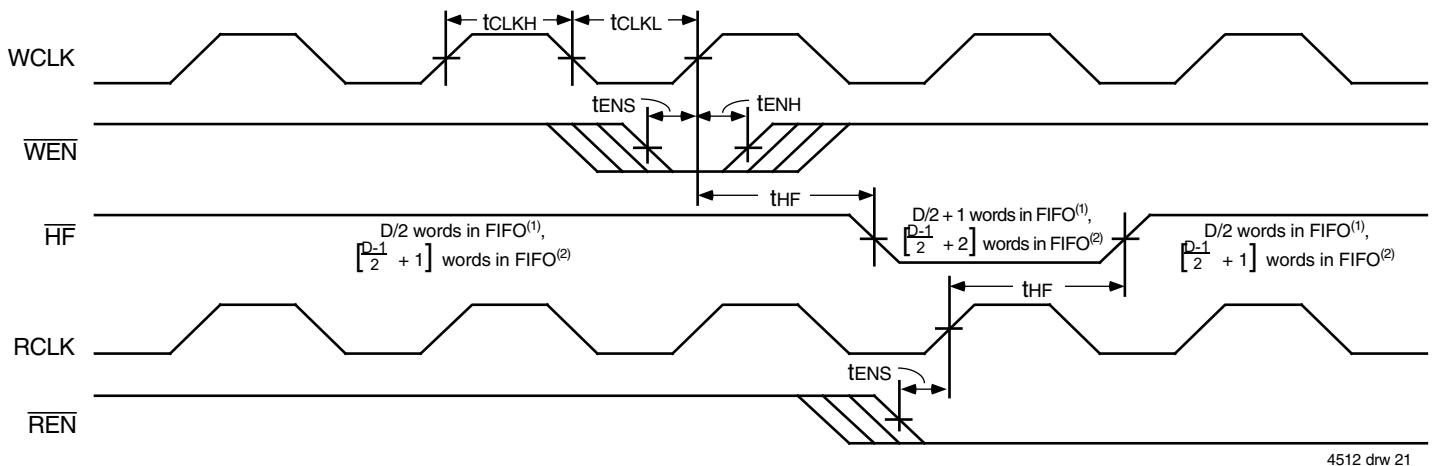 tCLKH
tCLKL
WCLK
tENS
tENH
WEN
tHF
HF
D/2 words in FIFO(1),
[D-1/2 + 1] words in FIFO(2)
D/2 + 1 words in FIFO(1),
[D-1/2 + 2] words in FIFO(2)
D/2 words in FIFO(1),
[D-1/2 + 1] words in FIFO(2)
tHF
RCLK
tENS
REN
4512 drw 21